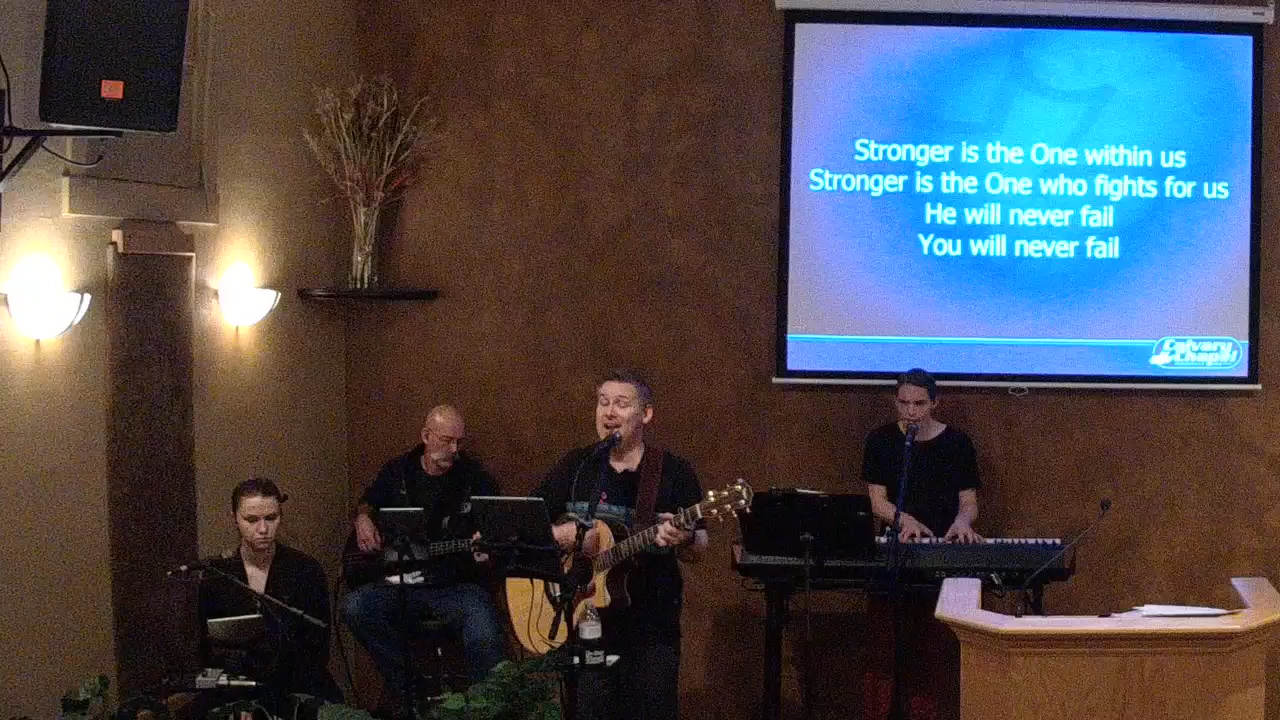 Stronger is the One within us
Stronger is the One who fights for us
He will never fail
You will never fail
Calvary
Chapel